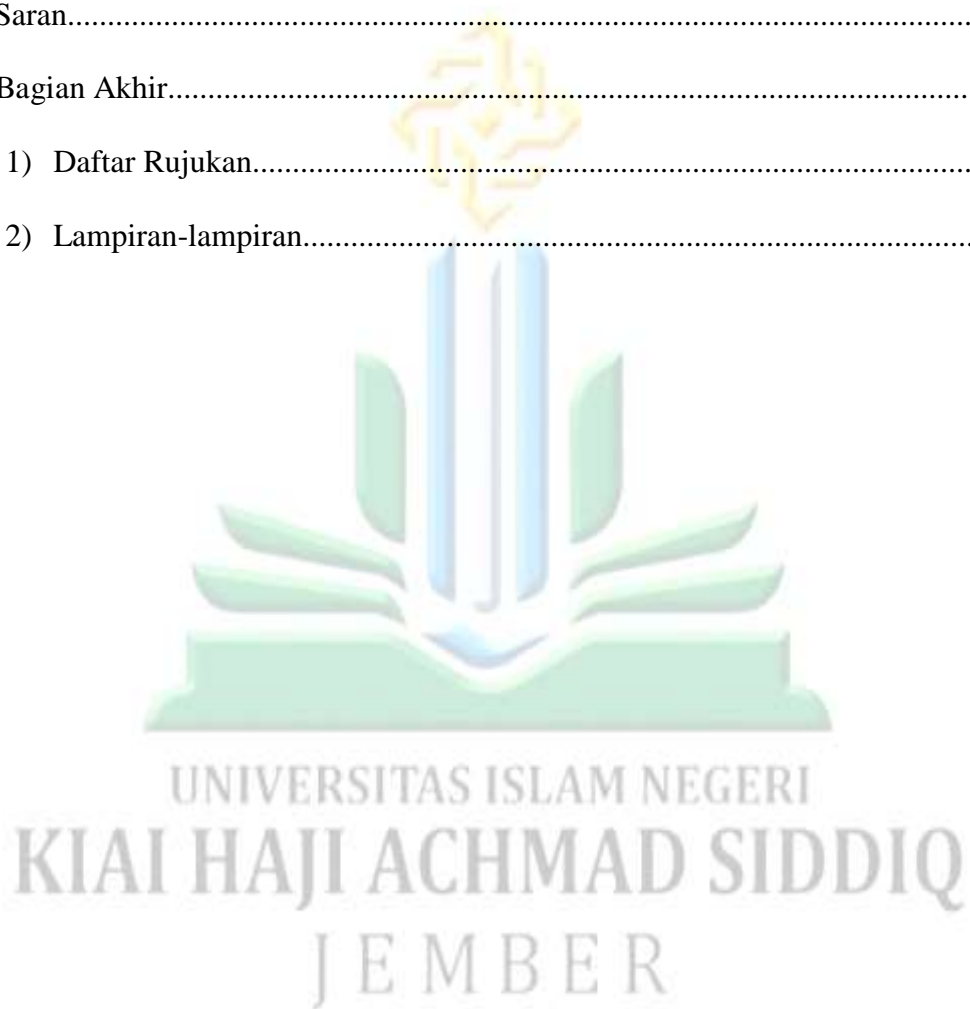 Saran........................................................................................................................
Bagian Akhir...........................................................................................................
1) Daftar Rujukan................................................................................................
2) Lampiran-lampiran..........................................................................................
UNIVERSITAS ISLAM NEGERI
KIAI HAJI ACHMAD SIDDIQ
JEMBER